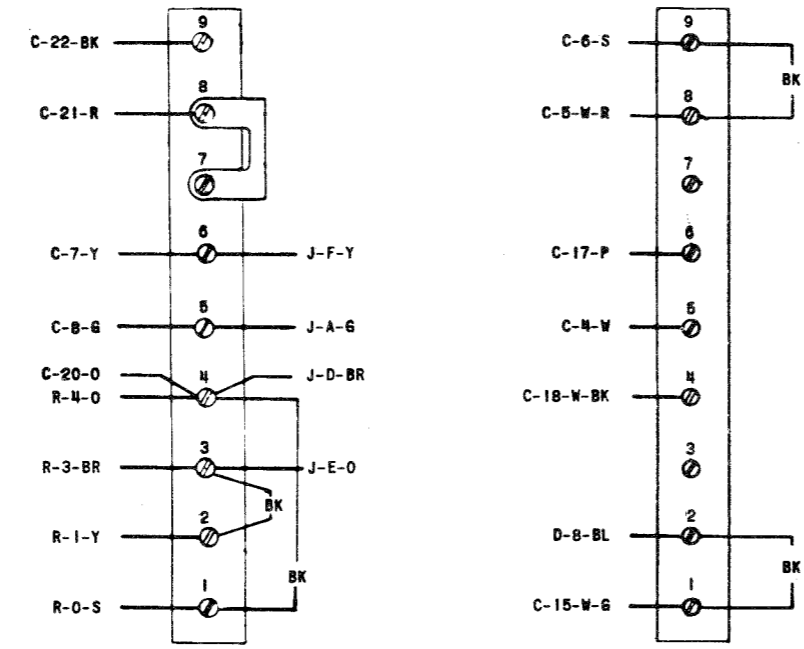 9
C-22-BK
8
C-21-R
7
6
C-7-Y
J-F-Y
5
C-8-G
J-A-G
C-20-O
4
J-D-BR
R-4-O
3
R-3-BR
J-E-O
BK
2
R-1-Y
BK
1
R-0-S
9
C-6-S
BK
8
C-5-W-R
7
6
C-17-P
5
C-4-W
4
C-18-W-BK
3
2
D-8-BL
BK
1
C-15-W-G